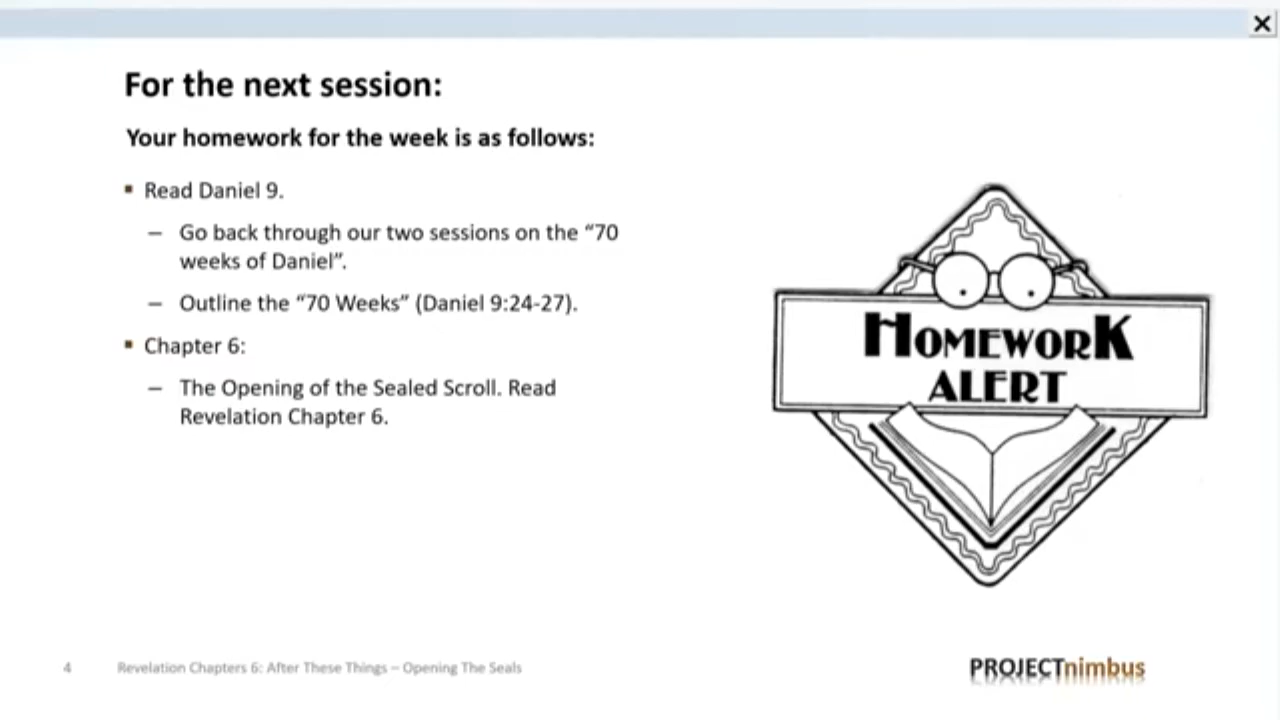 For the next session:
Your homework for the week is as follows:
▪ Read Daniel 9.
– Go back through our two sessions on the “70
weeks of Daniel”.
– Outline the “70 Weeks” (Daniel 9:24-27).
▪ Chapter 6:
– The Opening of the Sealed Scroll. Read
Revelation Chapter 6.
HOMEWORK
ALERT
4 Revelation Chapters 6: After These Things – Opening The Seals
PROJECTnimbus